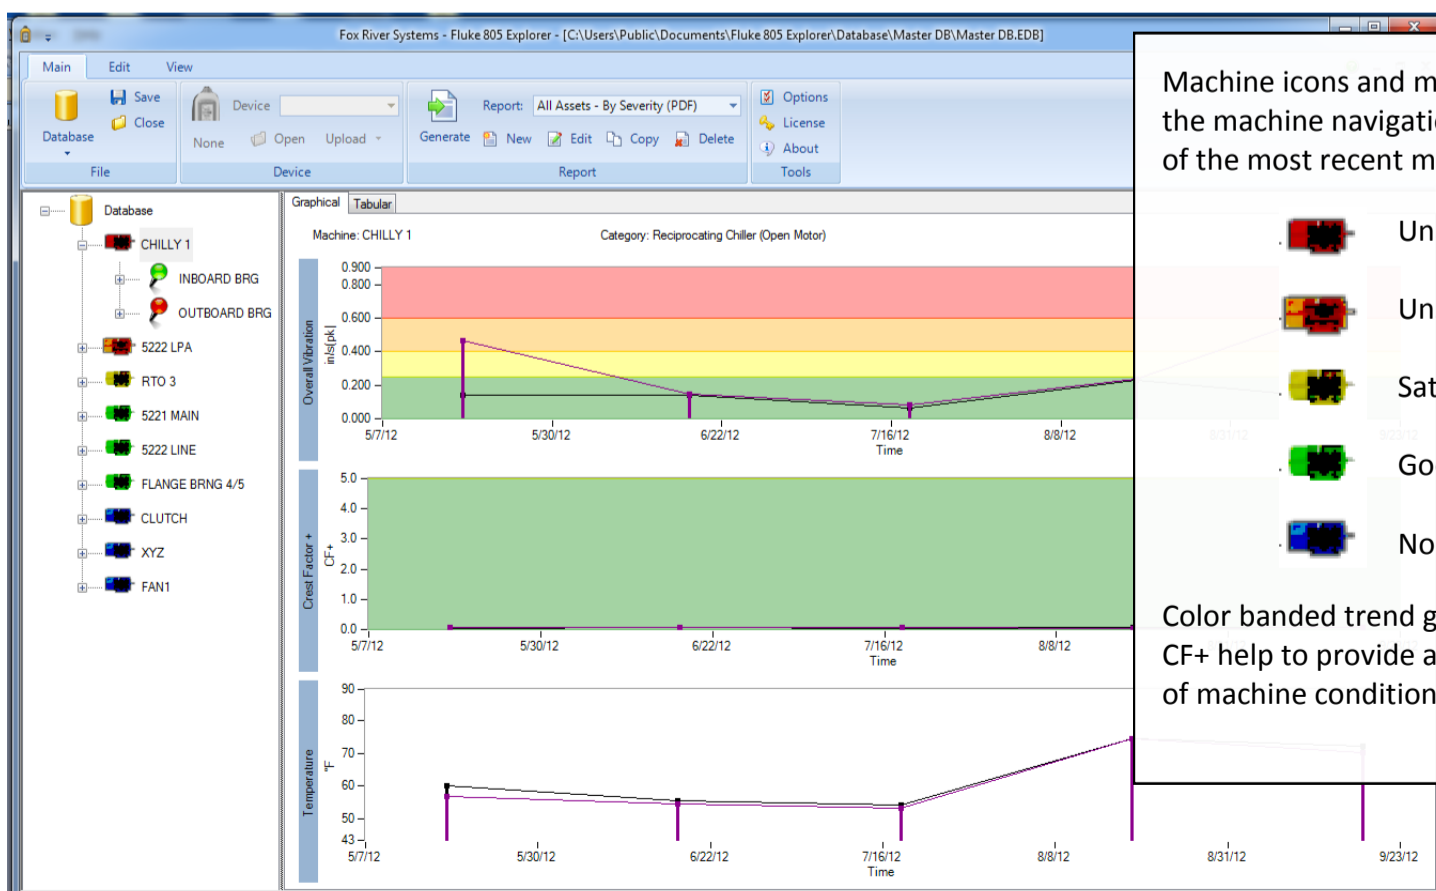 Fox River Systems - Fluke 805 Explorer - [C:\Users\Public\Documents\Fluke 805 Explorer\Database\Master DB\Master DB.EDB]
Main Edit View
Database
Save
Close
File
None
Device
Open Upload
Device
Generate
Report: All Assets - By Severity (PDF)
New Edit Copy Delete
Report
Options
License
About
Tools
Database
CHILLY 1
INBOARD BRG
OUTBOARD BRG
5222 LPA
RTO 3
5221 MAIN
5222 LINE
FLANGE BRNG 4/5
CLUTCH
XYZ
FAN1
Graphical Tabular
Machine: CHILLY 1 Category: Reciprocating Chiller (Open Motor)
Overall Vibration
in/s[pk]
0.900
0.800
0.600
0.400
0.200
0.000
5/7/12 5/30/12 6/22/12 7/16/12 8/8/12 8/31/12 9/23/12
Time
Crest Factor +
CF+
5.0
4.0
3.0
2.0
1.0
0.0
5/7/12 5/30/12 6/22/12 7/16/12 8/8/12
Time
Temperature
°F
90
80
70
60
50
43
5/7/12 5/30/12 6/22/12 7/16/12 8/8/12 8/31/12 9/23/12
Time
Machine icons and m
the machine navigati
of the most recent m
Un
Un
Sat
Go
No
Color banded trend g
CF+ help to provide a
of machine condition